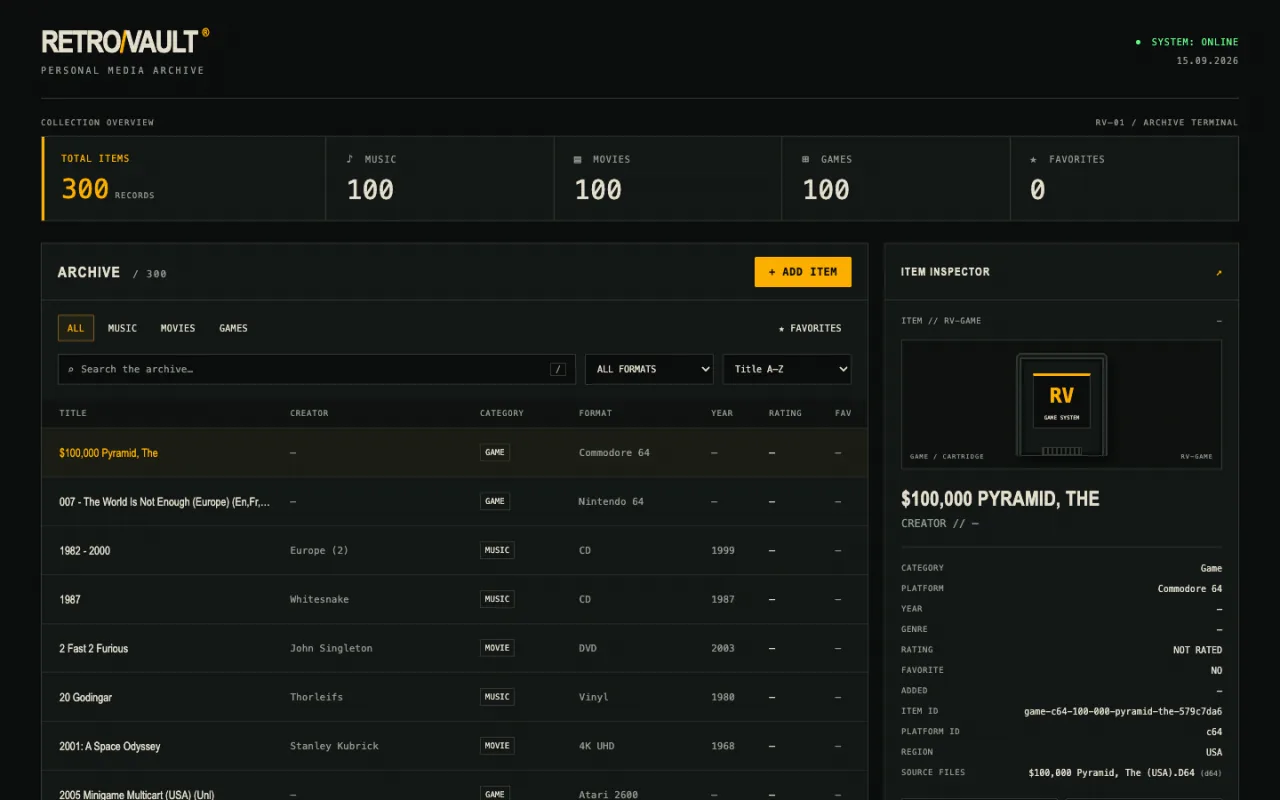 RETRO/VAULT ®
PERSONAL MEDIA ARCHIVE
● SYSTEM: ONLINE
15.09.2026
COLLECTION OVERVIEW
RV-01 / ARCHIVE TERMINAL
TOTAL ITEMS
300 RECORDS
♪ MUSIC
100
▤ MOVIES
100
⊞ GAMES
100
★ FAVORITES
0
ARCHIVE / 300
+ ADD ITEM
ALL MUSIC MOVIES GAMES ★ FAVORITES
⌕ Search the archive… / ALL FORMATS Title A–Z
TITLE CREATOR CATEGORY FORMAT YEAR RATING FAV
$100,000 Pyramid, The — GAME Commodore 64 — — —
007 - The World Is Not Enough (Europe) (En,Fr,... — GAME Nintendo 64 — — —
1982 - 2000 Europe (2) MUSIC CD 1999 — —
1987 Whitesnake MUSIC CD 1987 — —
2 Fast 2 Furious John Singleton MOVIE DVD 2003 — —
20 Godingar Thorleifs MUSIC Vinyl 1980 — —
2001: A Space Odyssey Stanley Kubrick MOVIE 4K UHD 1968 — —
2005 Minigame Multicart (USA) (Unl) — GAME Atari 2600 — — —
ITEM INSPECTOR ↗
ITEM // RV-GAME —
RV
GAME SYSTEM
GAME / CARTRIDGE RV-GAME
$100,000 PYRAMID, THE
CREATOR // —
CATEGORY Game
PLATFORM Commodore 64
YEAR —
GENRE —
RATING NOT RATED
FAVORITE NO
ADDED —
ITEM ID game-c64-100-000-pyramid-the-579c7da6
PLATFORM ID c64
REGION USA
SOURCE FILES $100,000 Pyramid, The (USA).D64 (d64)